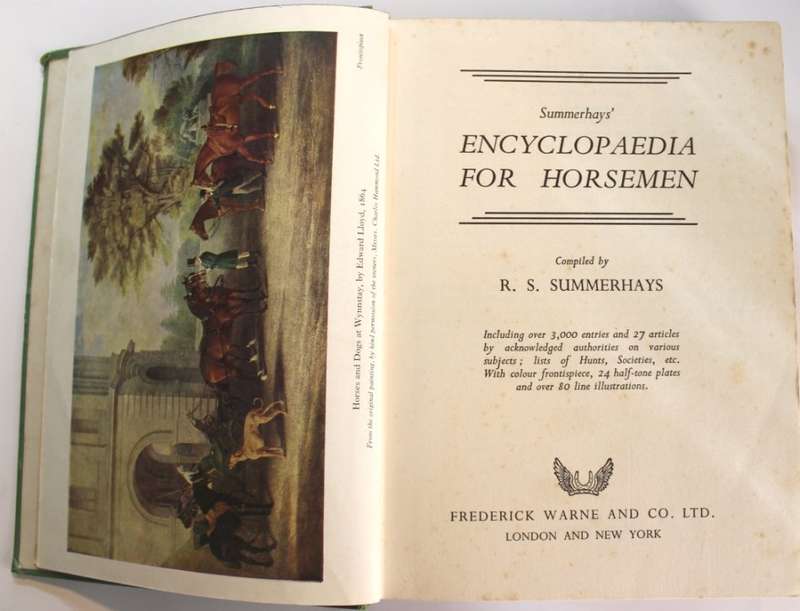 Frontispiece
Horses and Dogs at Wynnstay, by Edward Lloyd, 1864
From the original painting, by kind permission of the owners, Messrs. Charles Hammond Ltd.
Summerhays'
ENCYCLOPAEDIA
FOR HORSEMEN
Compiled by
R. S. SUMMERHAYS
Including over 3,000 entries and 27 articles
by acknowledged authorities on various
subjects; lists of Hunts, Societies, etc.
With colour frontispiece, 24 half-tone plates
and over 80 line illustrations.
FREDERICK WARNE AND CO. LTD.
LONDON AND NEW YORK